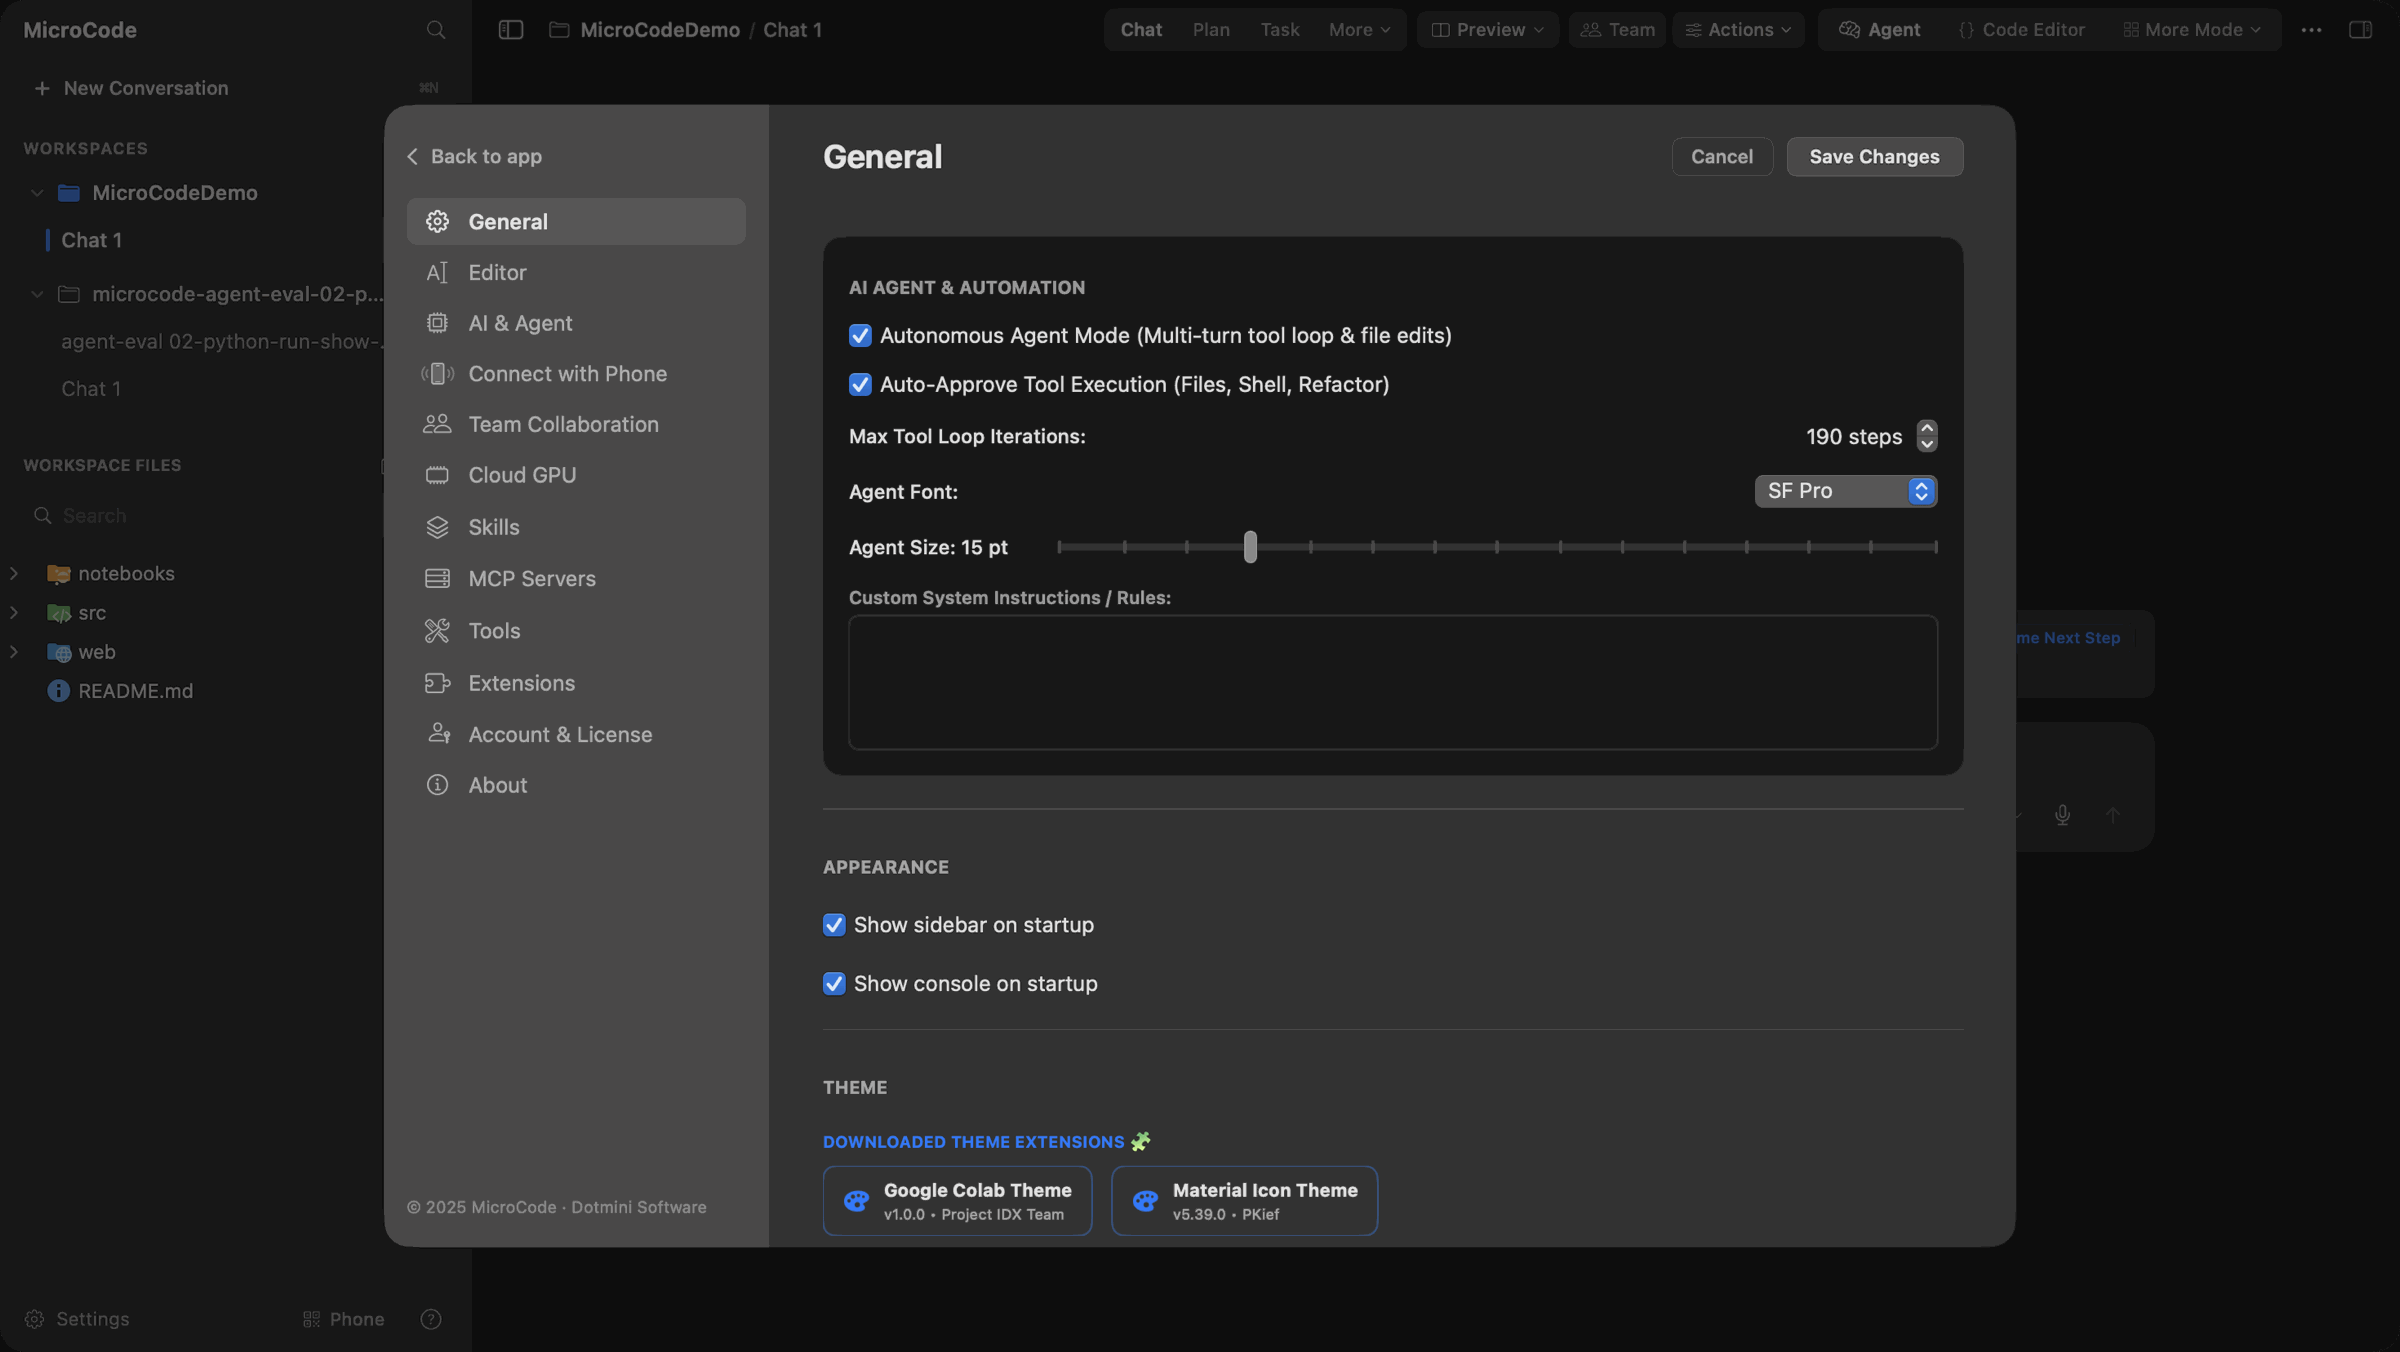 MicroCode
MicroCodeDemo / Chat 1
Chat
Plan
Task
More
Preview
Team
Actions
Agent
{} Code Editor
More Mode
New Conversation
⌘N
WORKSPACES
MicroCodeDemo
Chat 1
microcode-agent-eval-02-p...
agent-eval 02-python-run-show-.
Chat 1
WORKSPACE FILES
Search
notebooks
src
web
README.md
Settings
Phone
Back to app
General
Editor
AI & Agent
Connect with Phone
Team Collaboration
Cloud GPU
Skills
MCP Servers
Tools
Extensions
Account & License
About
© 2025 MicroCode · Dotmini Software
General
Cancel
Save Changes
AI AGENT & AUTOMATION
Autonomous Agent Mode (Multi-turn tool loop & file edits)
Auto-Approve Tool Execution (Files, Shell, Refactor)
Max Tool Loop Iterations:
190 steps
Agent Font:
SF Pro
Agent Size: 15 pt
Custom System Instructions / Rules:
APPEARANCE
Show sidebar on startup
Show console on startup
THEME
DOWNLOADED THEME EXTENSIONS
Google Colab Theme
v1.0.0 • Project IDX Team
Material Icon Theme
v5.39.0 • PKief
Next Step